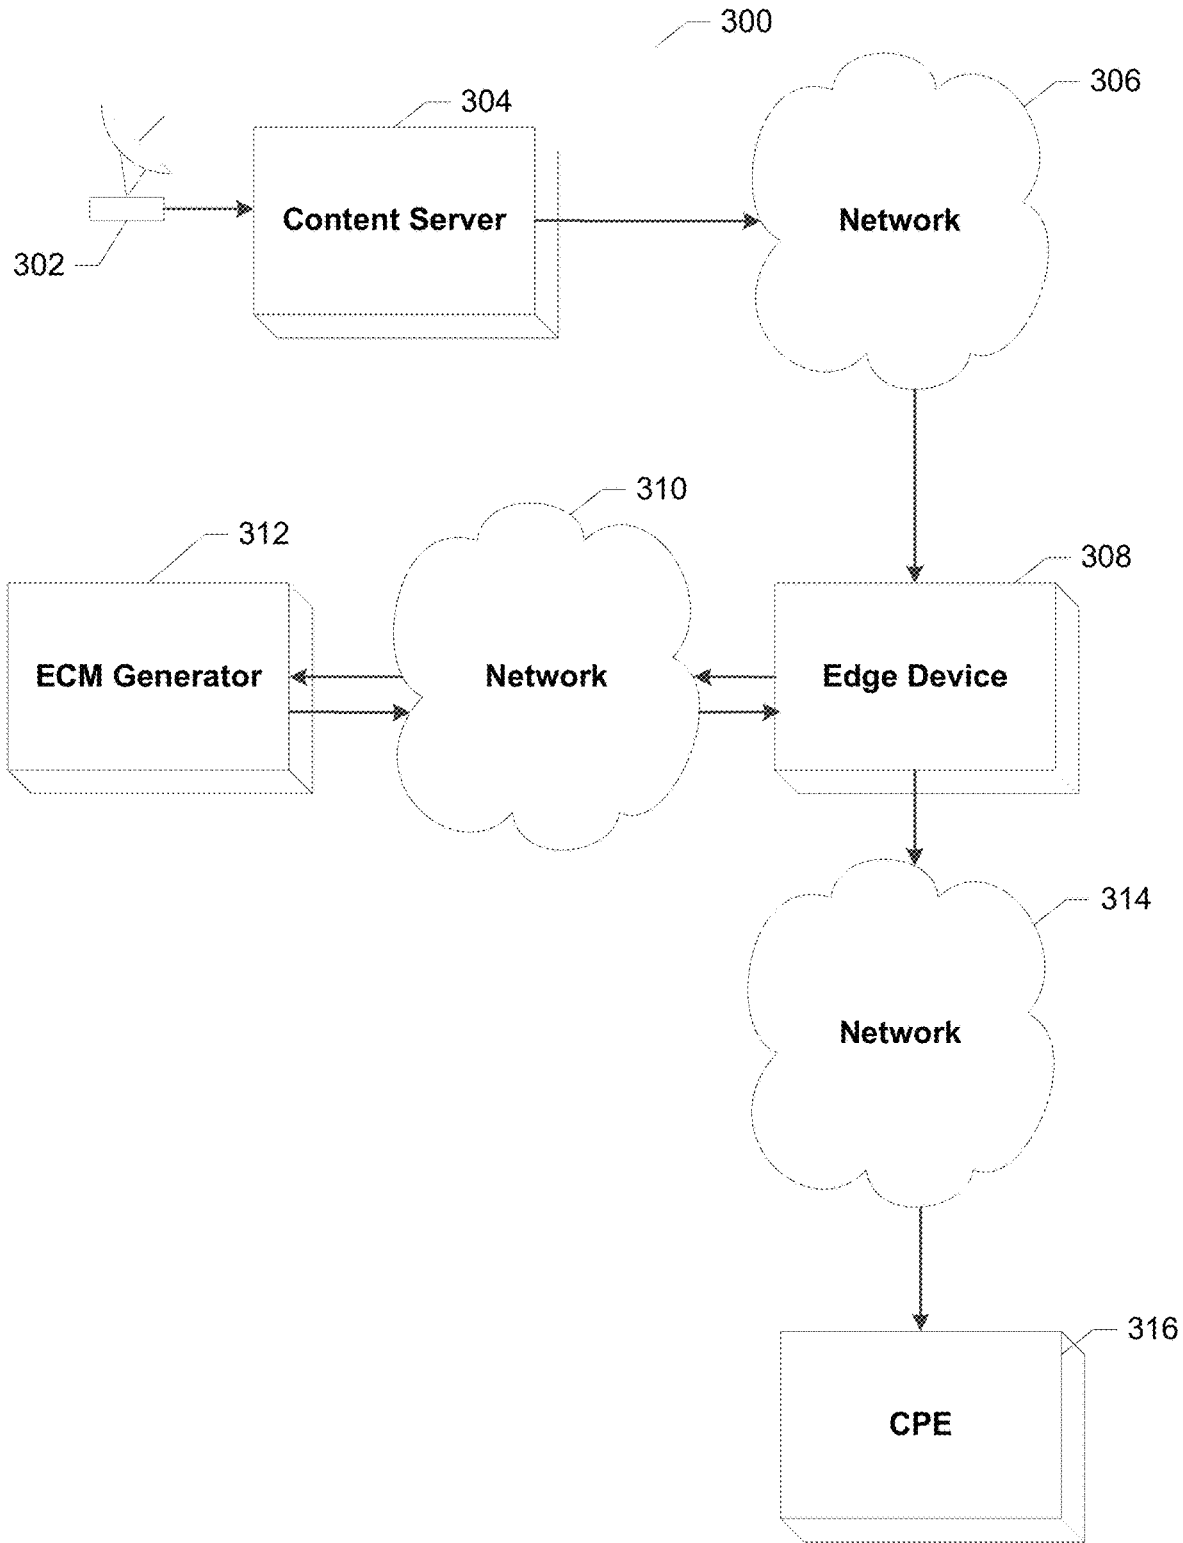 300
306
304
Content Server
Network
302
310
312
308
ECM Generator
Network
Edge Device
314
Network
316
CPE